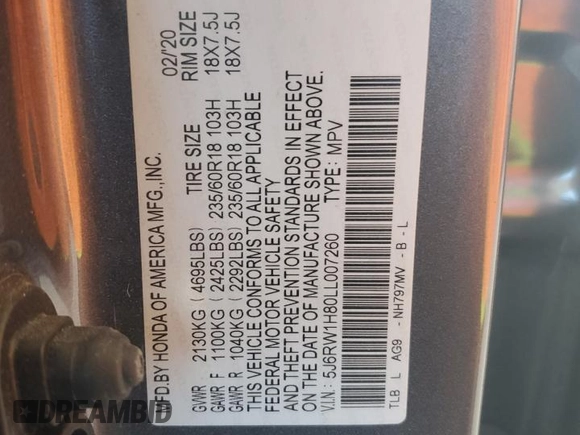 MFD.BY HONDA OF AMERICA MFG.,INC. 02/'20
TIRE SIZE RIM SIZE
GVWR 2130KG ( 4695LBS)
GAWR F 1100KG ( 2425LBS) 235/60R18 103H 18X7.5J
GAWR R 1040KG ( 2292LBS) 235/60R18 103H 18X7.5J
THIS VEHICLE CONFORMS TO ALL APPLICABLE
FEDERAL MOTOR VEHICLE SAFETY
AND THEFT PREVENTION STANDARDS IN EFFECT
ON THE DATE OF MANUFACTURE SHOWN ABOVE.
V.I.N.: 5J6RW1H80LL007260 TYPE: MPV
TLB L AG9 -NH797MV -B-L
DREAMBID